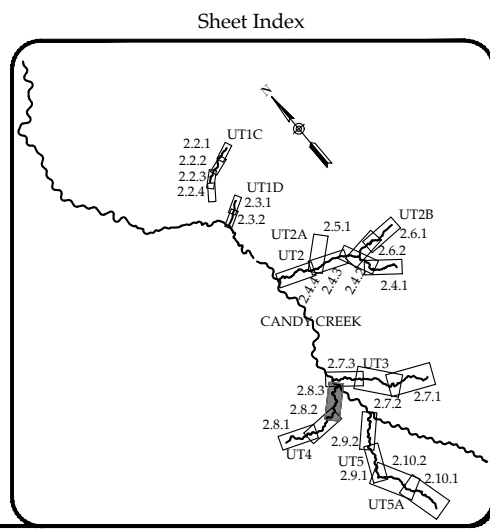 Sheet Index
N
2.2.1
UT1C
2.2.2
2.2.3
2.2.4
UT1D
2.3.1
2.3.2
UT2A
2.5.1
UT2B
2.6.1
UT2
2.6.2
2.4.4
2.4.3
2.4.2
2.4.1
CANDY CREEK
2.7.3
UT3
2.8.3
2.7.2
2.7.1
2.8.2
2.8.1
2.9.2
UT4
UT5
2.10.2
2.9.1
2.10.1
UT5A